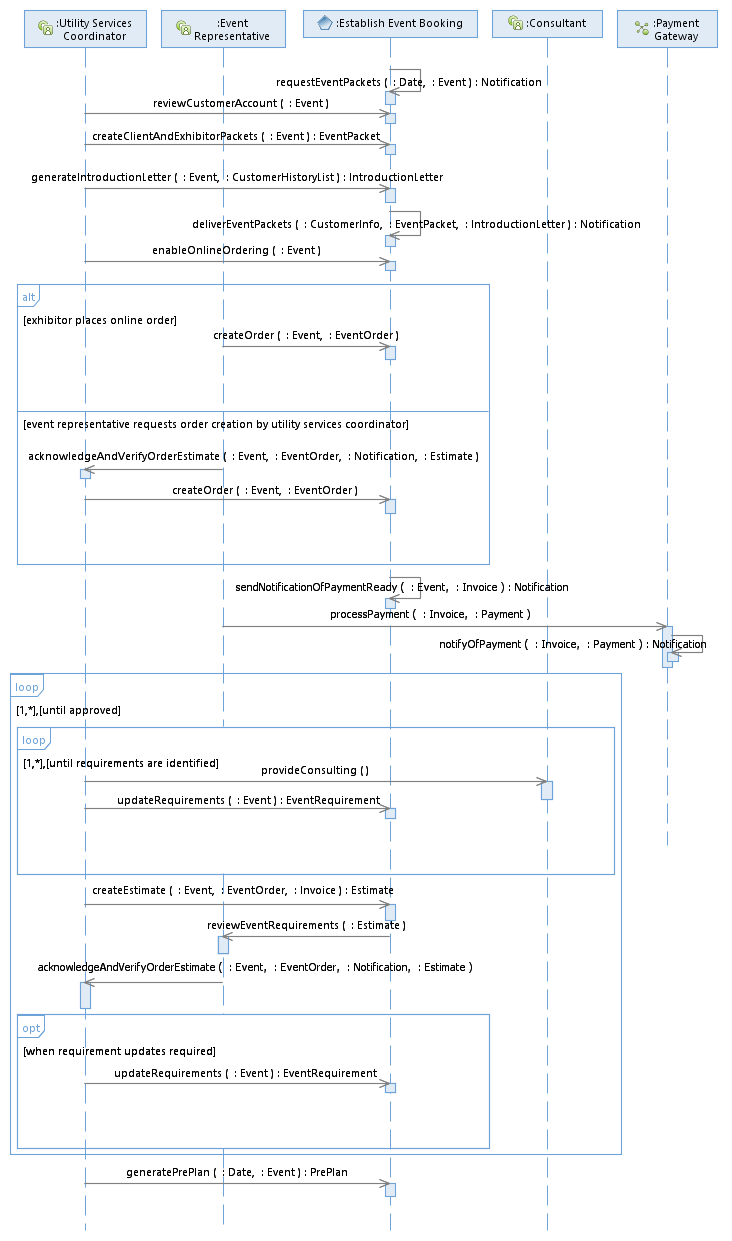 :Utility Services
Coordinator
:Event
Representative
:Establish Event Booking
:Consultant
:Payment
Gateway
requestEventPackets ( : Date, : Event ) : Notification
reviewCustomerAccount ( : Event )
createClientAndExhibitorPackets ( : Event ) : EventPacket
generateIntroductionLetter ( : Event, : CustomerHistoryList ) : IntroductionLetter
deliverEventPackets ( : CustomerInfo, : EventPacket, : IntroductionLetter ) : Notification
enableOnlineOrdering ( : Event )
alt
[exhibitor places online order]
createOrder ( : Event, : EventOrder )
[event representative requests order creation by utility services coordinator]
acknowledgeAndVerifyOrderEstimate ( : Event, : EventOrder, : Notification, : Estimate )
createOrder ( : Event, : EventOrder )
sendNotificationOfPaymentReady ( : Event, : Invoice ) : Notification
processPayment ( : Invoice, : Payment )
notifyOfPayment ( : Invoice, : Payment ) : Notification
loop
[1,*],[until approved]
loop
[1,*],[until requirements are identified]
provideConsulting ()
updateRequirements ( : Event ) : EventRequirement
createEstimate ( : Event, : EventOrder, : Invoice ) : Estimate
reviewEventRequirements ( : Estimate )
acknowledgeAndVerifyOrderEstimate ( : Event, : EventOrder, : Notification, : Estimate )
opt
[when requirement updates required]
updateRequirements ( : Event ) : EventRequirement
generatePrePlan ( : Date, : Event ) : PrePlan